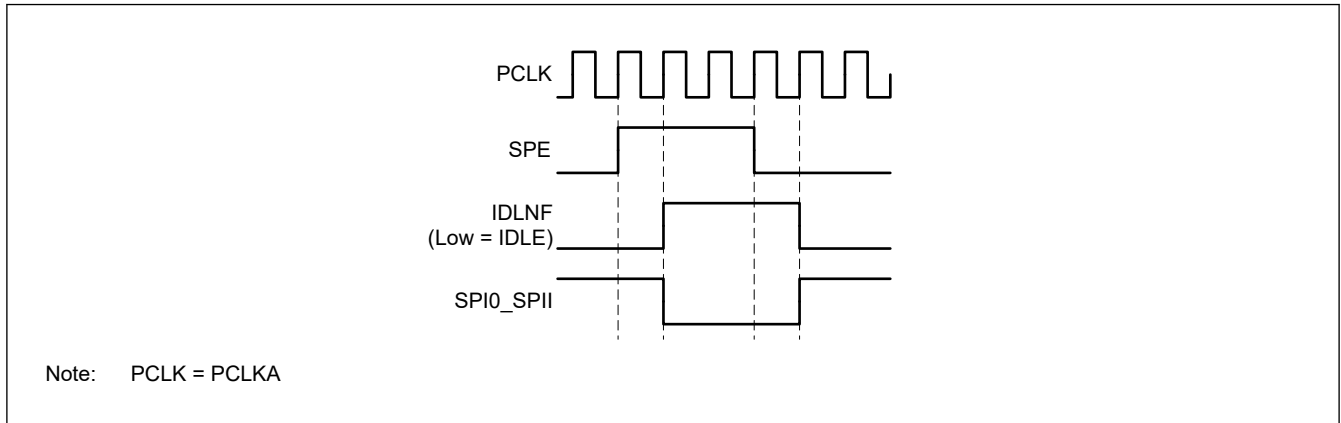 PCLK
SPE
IDLNF
(Low = IDLE)
SPI0_SPII
Note: PCLK = PCLKA